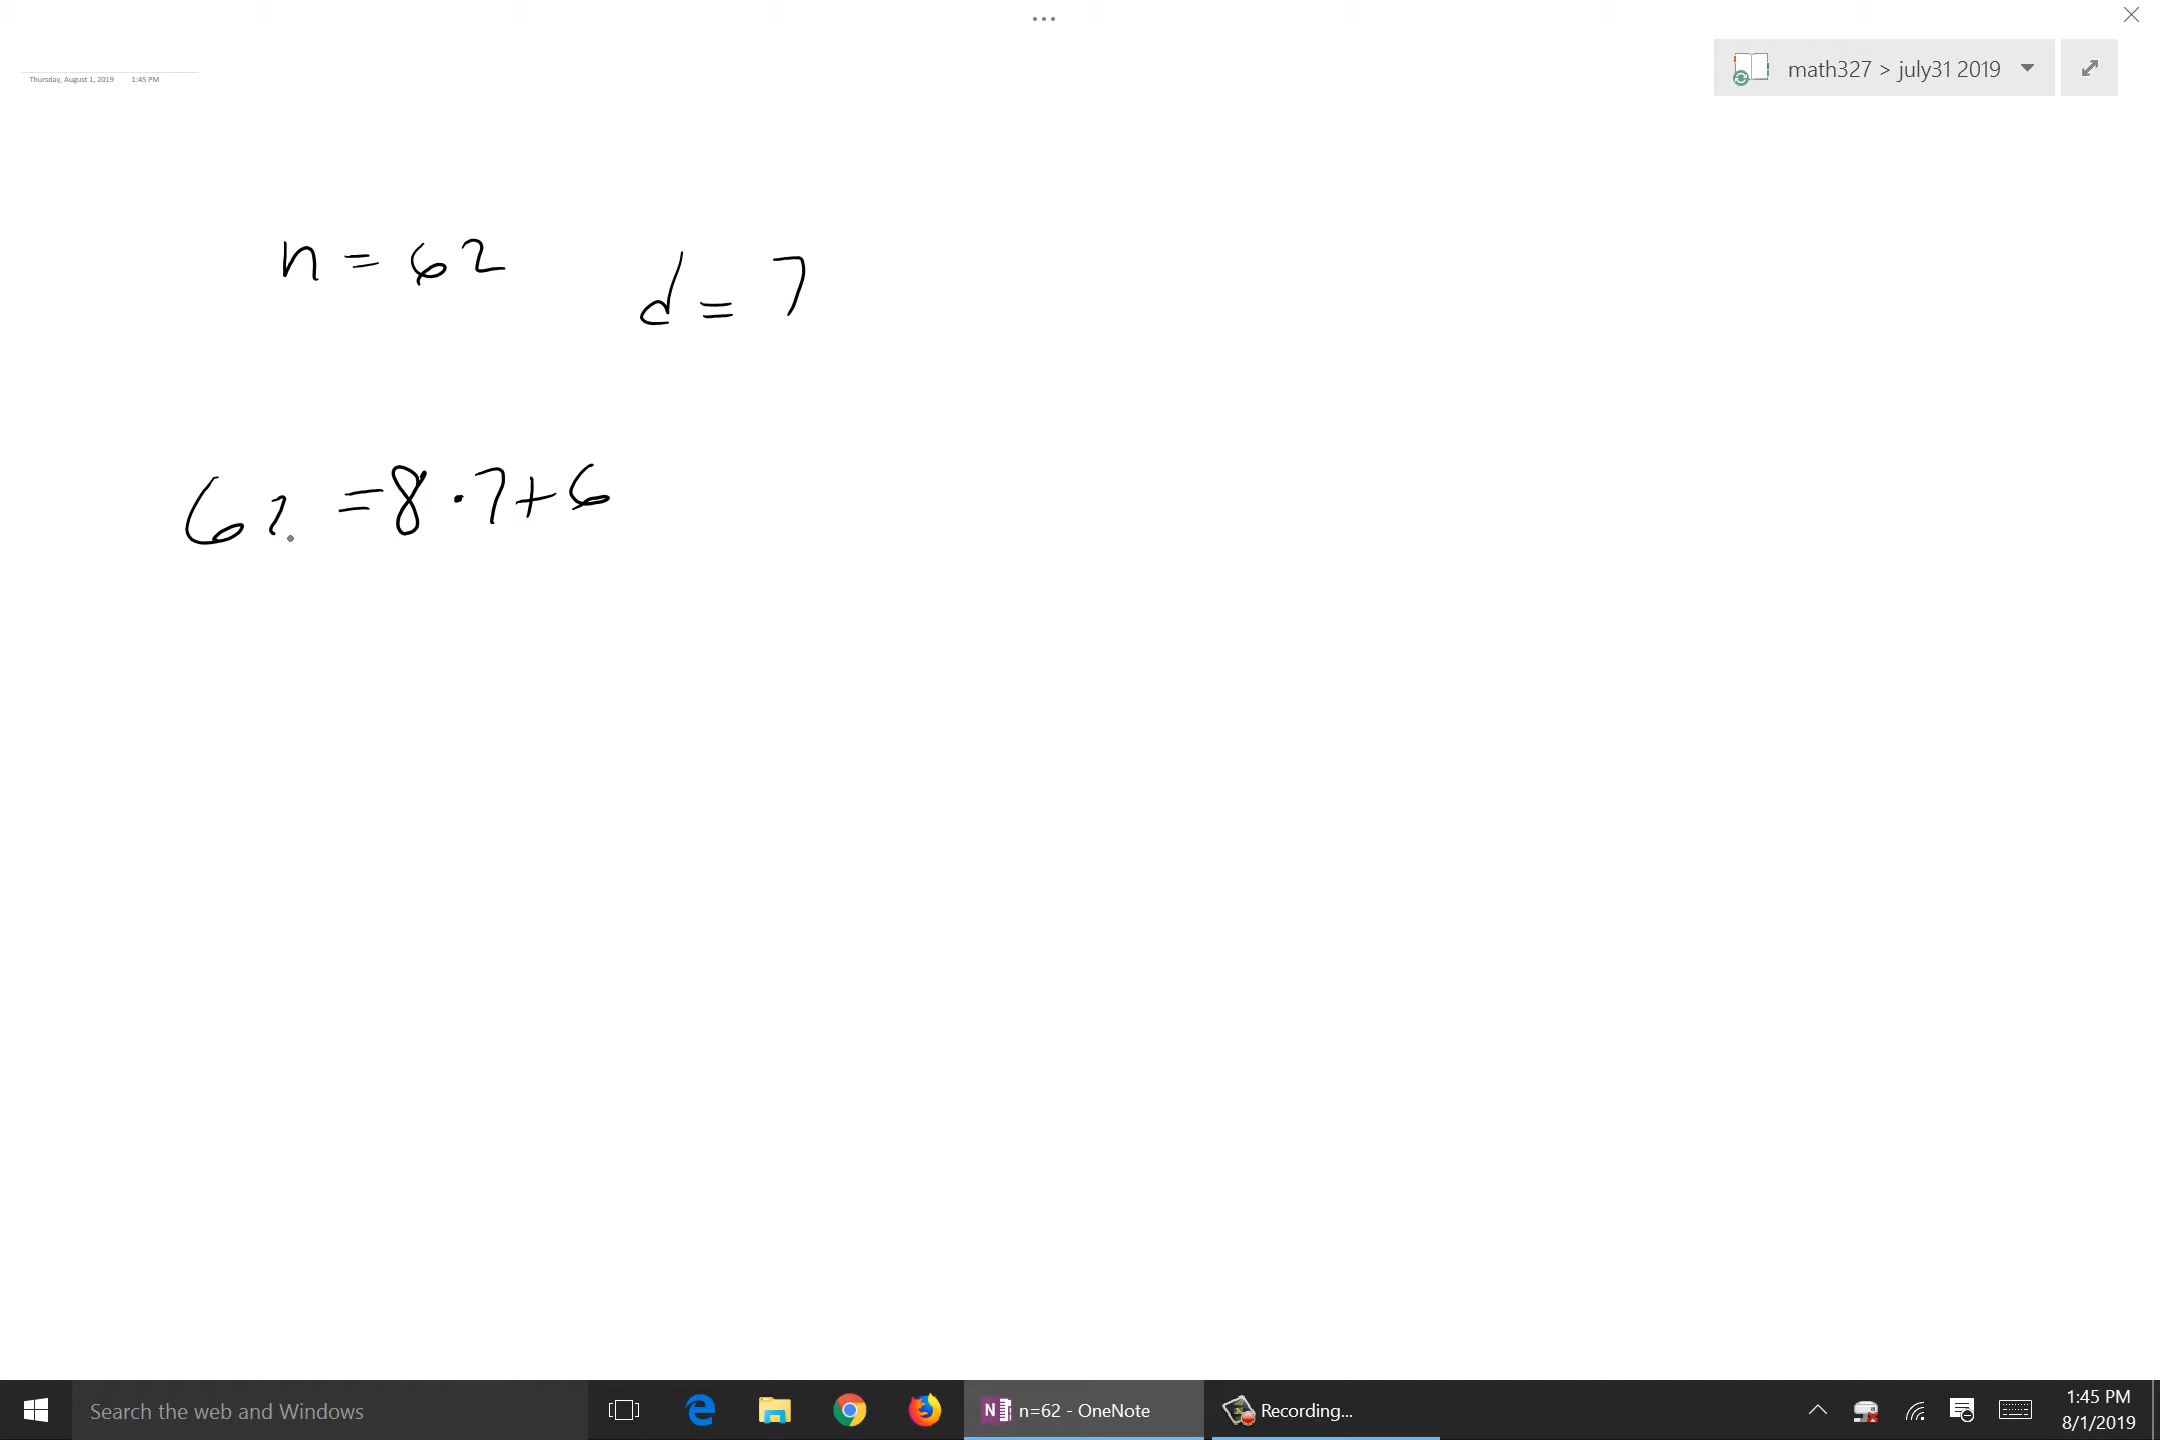 math327 > july31 2019
Thursday, August 1, 2019 1:45 PM
n = 62 d = 7
62 = 8 · 7 + 6
Search the web and Windows
n=62 - OneNote
Recording...
1:45 PM
8/1/2019